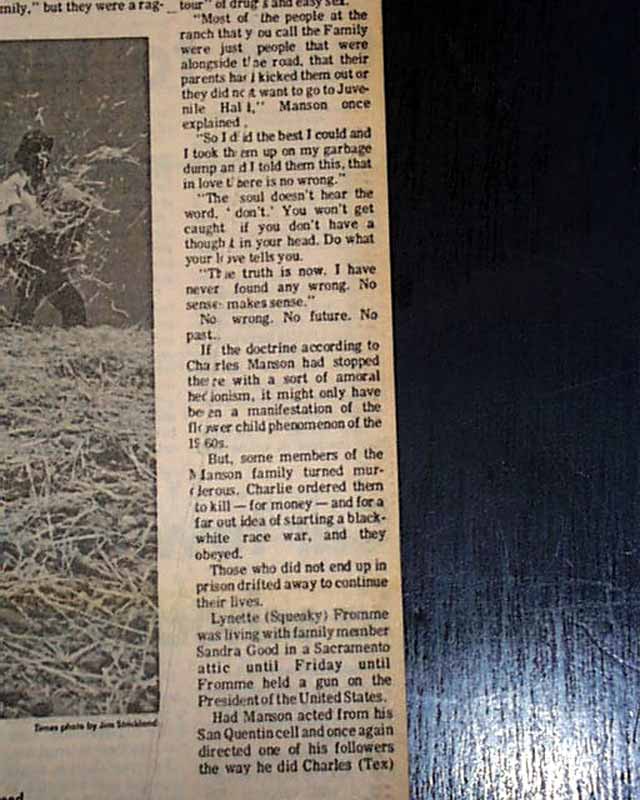 mily," but they were a rag-
tour" of drugs and easy sex.
"Most of the people at the
ranch that you call the Family
were just people that were
alongside the road, that their
parents had kicked them out or
they did not want to go to Juve-
nile Hall," Manson once
explained.
"So I did the best I could and
I took them up on my garbage
dump and I told them this, that
in love there is no wrong."
"The soul doesn't hear the
word, 'don't.' You won't get
caught if you don't have a
thought in your head. Do what
your love tells you.
"The truth is now. I have
never found any wrong. No
sense makes sense."
No wrong. No future. No
past.
If the doctrine according to
Charles Manson had stopped
there with a sort of amoral
hedonism, it might only have
been a manifestation of the
flower child phenomenon of the
1960s.
But, some members of the
Manson family turned mur-
derous. Charlie ordered them
to kill — for money — and for a
far out idea of starting a black-
white race war, and they
obeyed.
Those who did not end up in
prison drifted away to continue
their lives.
Lynette (Squeaky) Fromme
was living with family member
Sandra Good in a Sacramento
attic until Friday until
Fromme held a gun on the
President of the United States.
Had Manson acted from his
San Quentin cell and once again
directed one of his followers
the way he did Charles (Tex)
Times photo by Jim Strickland